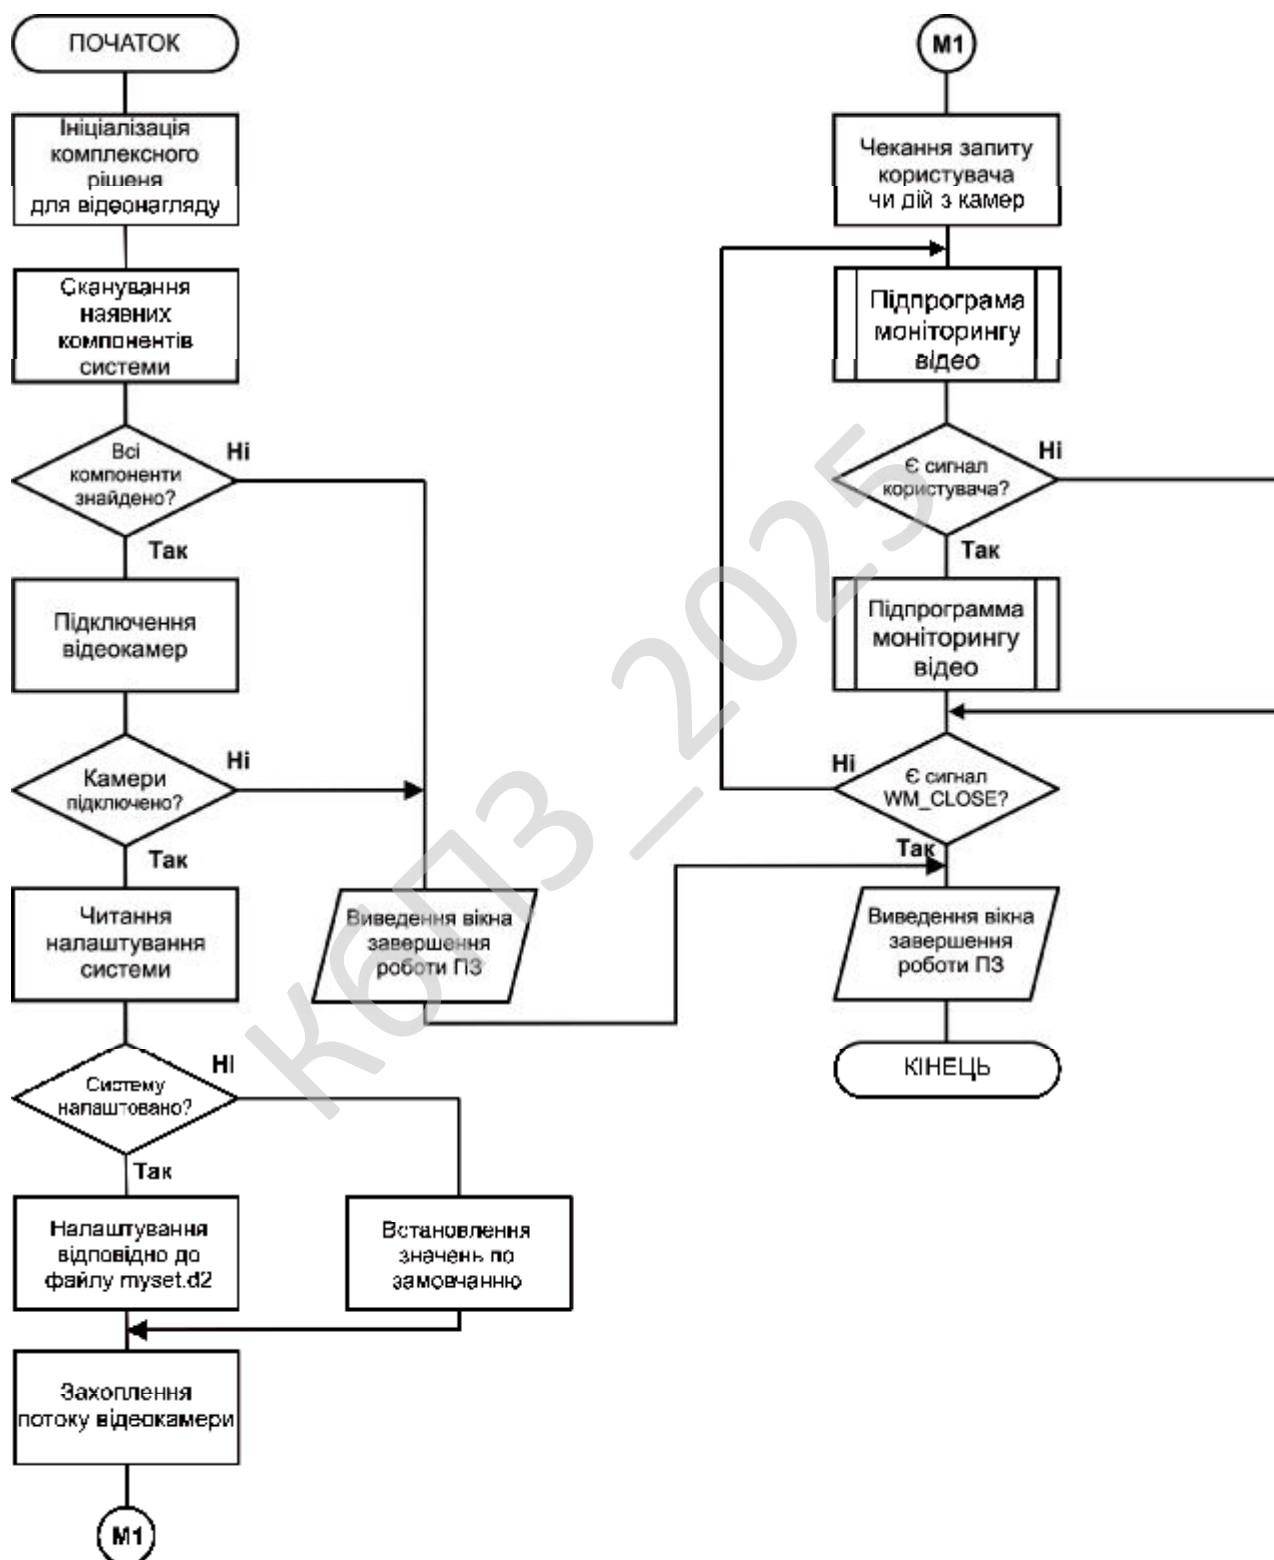 ПОЧАТОК
Ініціалізація
комплексного
рішеня
для відеонагляду
Сканування
наявних
компонентів
системи
Всі
компоненти
знайдено?
Ні
Так
Підключення
відеокамер
Камери
підключено?
Ні
Так
Читання
налаштування
системи
Виведення вікна
завершення
роботи ПЗ
Систему
налаштовано?
Ні
Так
Налаштування
відповідно до
файлу myset.d2
Встановлення
значень по
замовчанню
Захоплення
потоку відеокамери
М1
М1
Чекання запиту
користувача
чи дій з камер
Підпрограма
моніторингу
відео
Є сигнал
користувача?
Ні
Так
Підпрограмма
моніторингу
відео
Є сигнал
WM_CLOSE?
Ні
Так
Виведення вікна
завершення
роботи ПЗ
КІНЕЦЬ
КбПЗ_2025